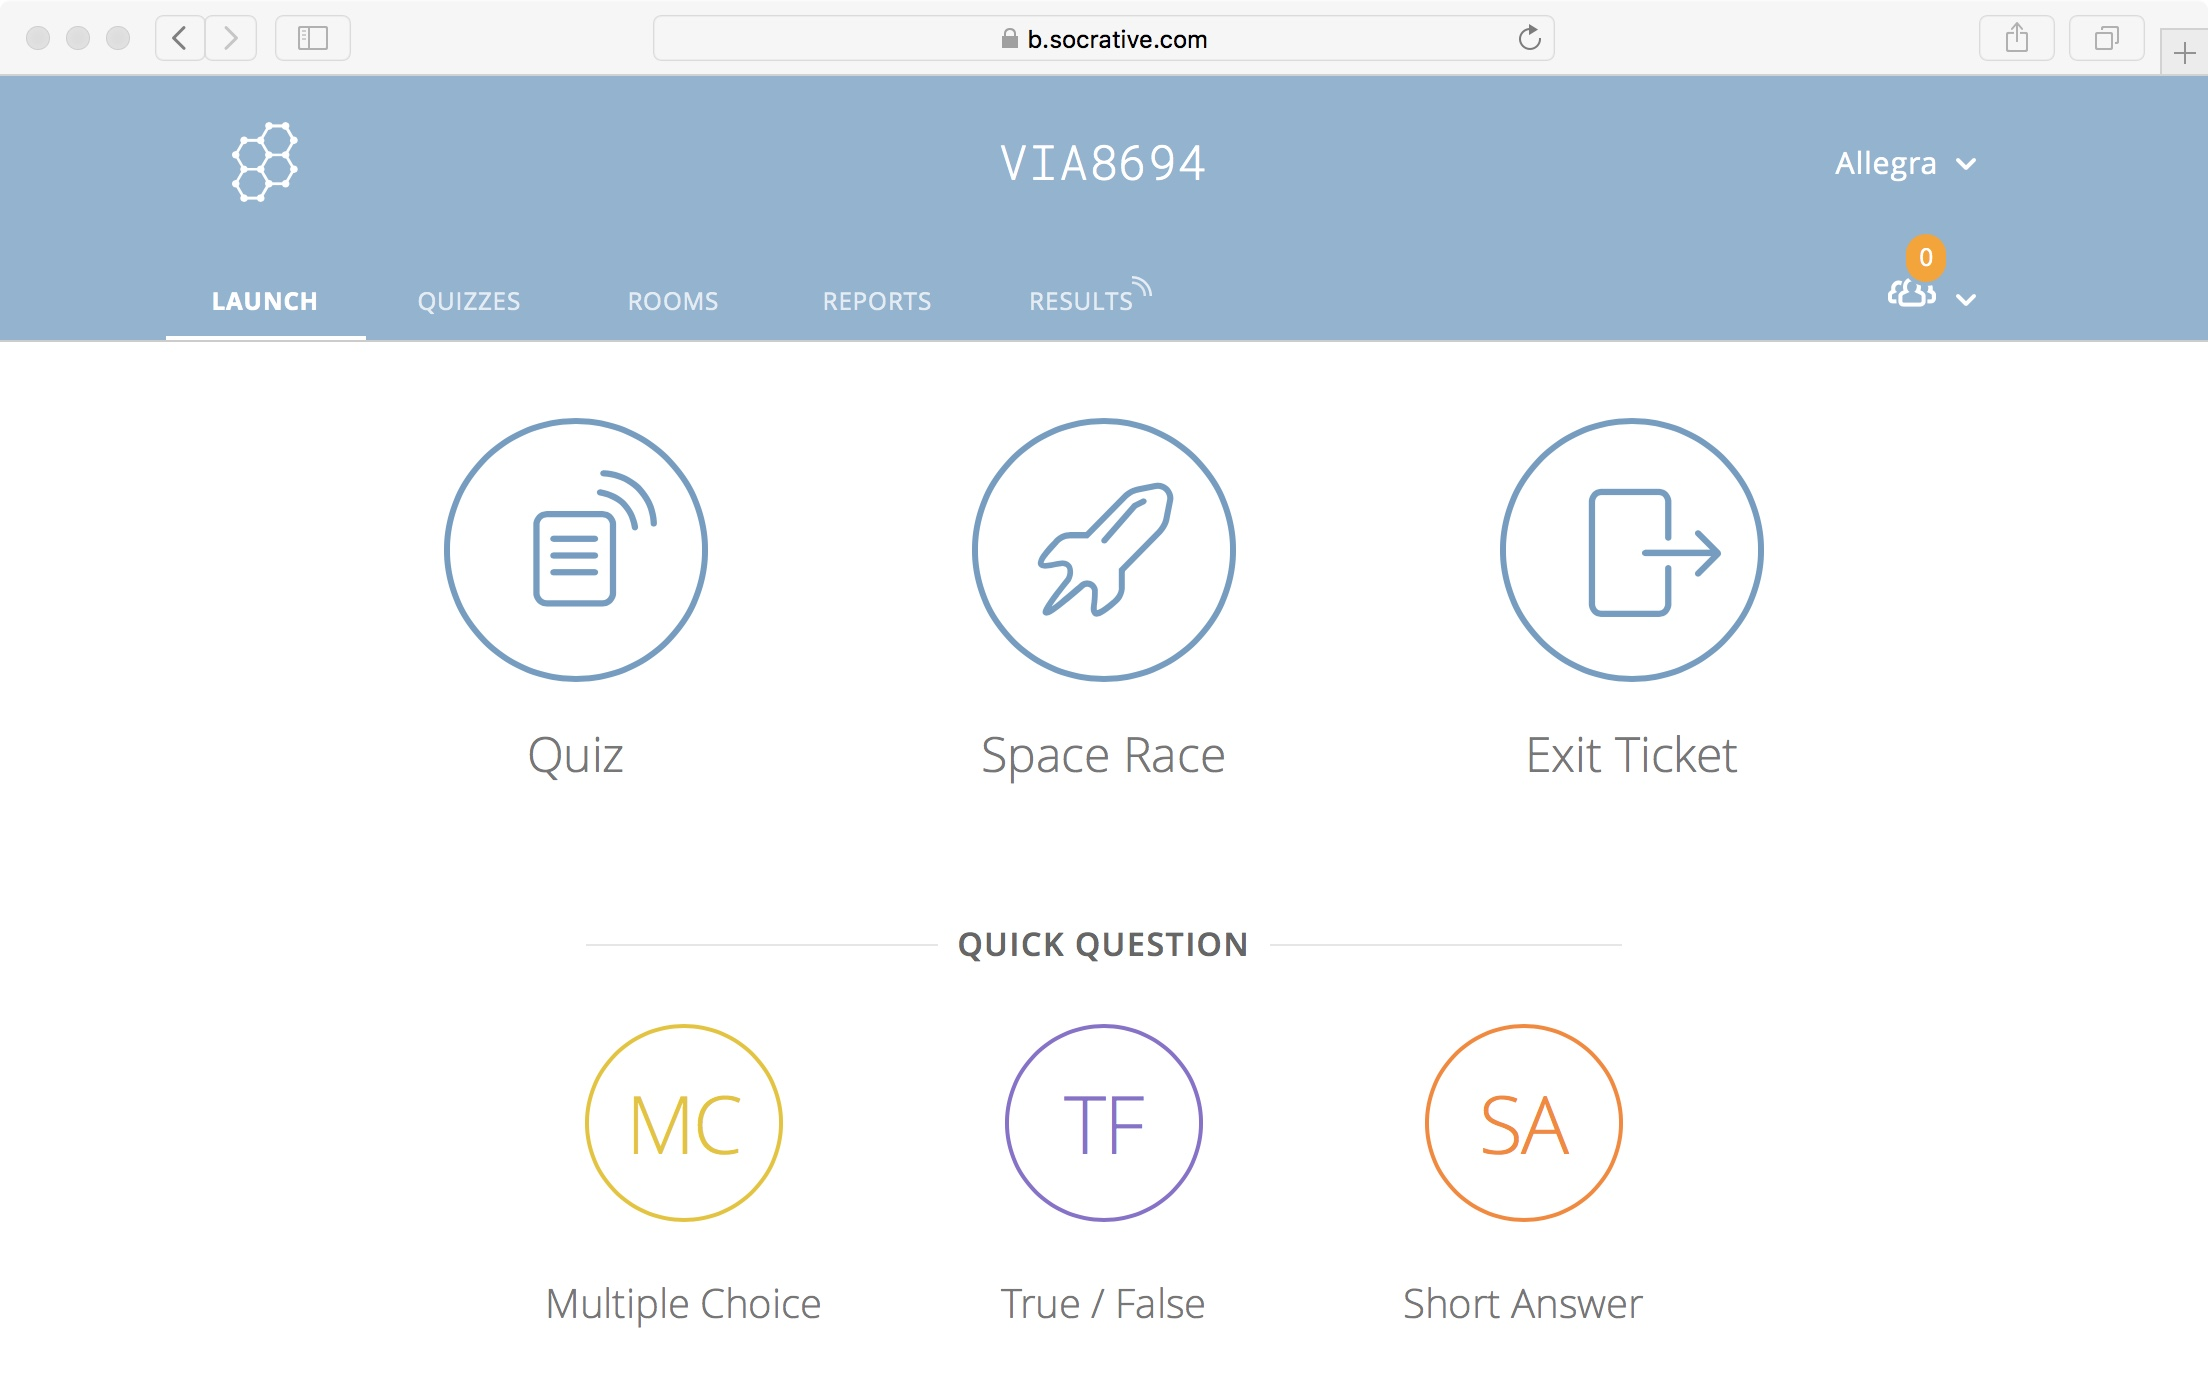 b.socrative.com
VIA8694
Allegra
0
LAUNCH QUIZZES ROOMS REPORTS RESULTS
Quiz Space Race Exit Ticket
QUICK QUESTION
MC TF SA
Multiple Choice True / False Short Answer